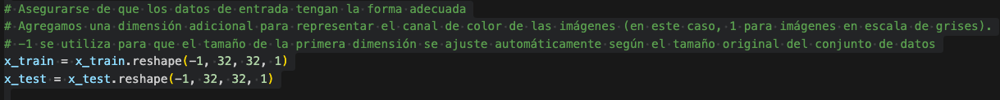 # Asegurarse de que los datos de entrada tengan la forma adecuada
# Agregamos una dimensión adicional para representar el canal de color de las imágenes (en este caso, 1 para imágenes en escala de grises).
# -1 se utiliza para que el tamaño de la primera dimensión se ajuste automáticamente según el tamaño original del conjunto de datos
x_train = x_train.reshape(-1, 32, 32, 1)
x_test = x_test.reshape(-1, 32, 32, 1)